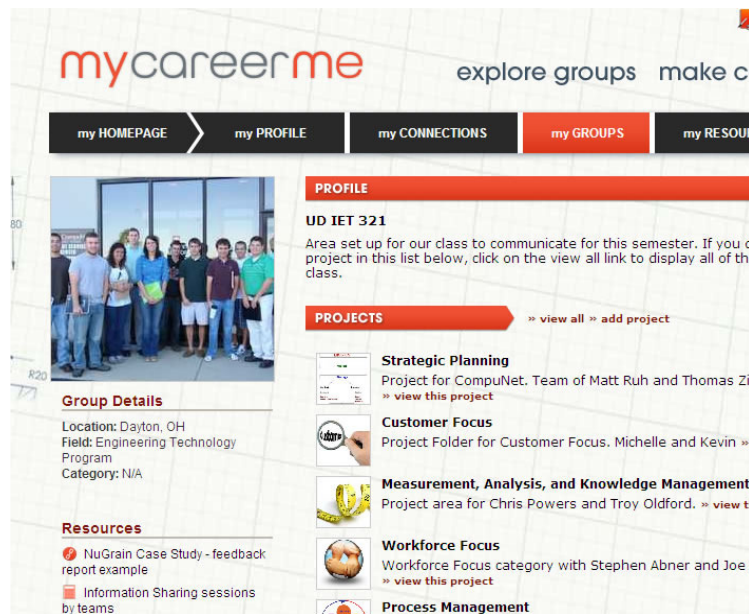 mycareerme
explore groups make c
my HOMEPAGE my PROFILE my CONNECTIONS my GROUPS my RESOU
PROFILE
UD IET 321
Area set up for our class to communicate for this semester. If you c
project in this list below, click on the view all link to display all of th
class.
PROJECTS » view all » add project
Strategic Planning
Project for CompuNet. Team of Matt Ruh and Thomas Zi
» view this project
Customer Focus
Project Folder for Customer Focus. Michelle and Kevin »
Measurement, Analysis, and Knowledge Management
Project area for Chris Powers and Troy Oldford. » view t
Workforce Focus
Workforce Focus category with Stephen Abner and Joe
» view this project
Process Management
80
R20
Group Details
Location: Dayton, OH
Field: Engineering Technology
Program
Category: N/A
Resources
NuGrain Case Study - feedback
report example
Information Sharing sessions
by teams